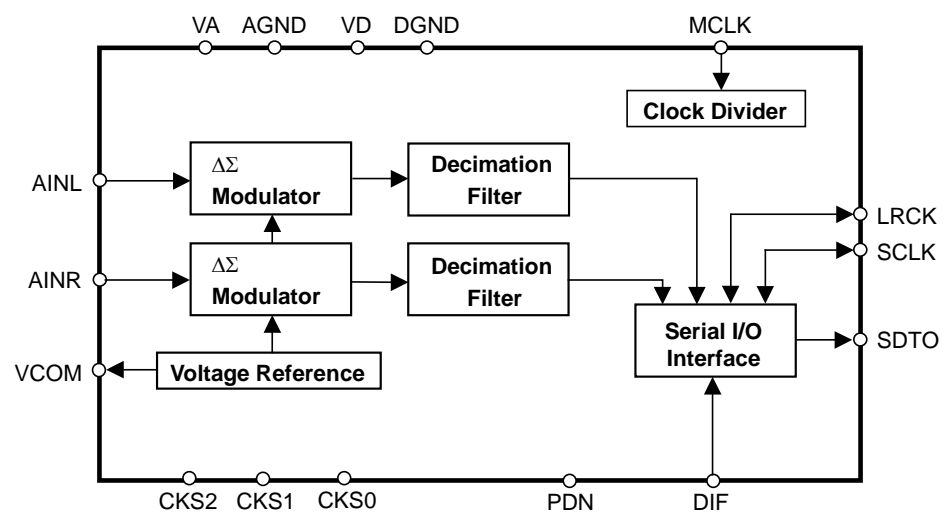 VA AGND VD DGND MCLK
Clock Divider
ΔΣ
Modulator
Decimation
Filter
AINL
LRCK
SCLK
ΔΣ
Modulator
Decimation
Filter
AINR
Serial I/O
Interface
SDTO
VCOM
Voltage Reference
CKS2 CKS1 CKS0 PDN DIF